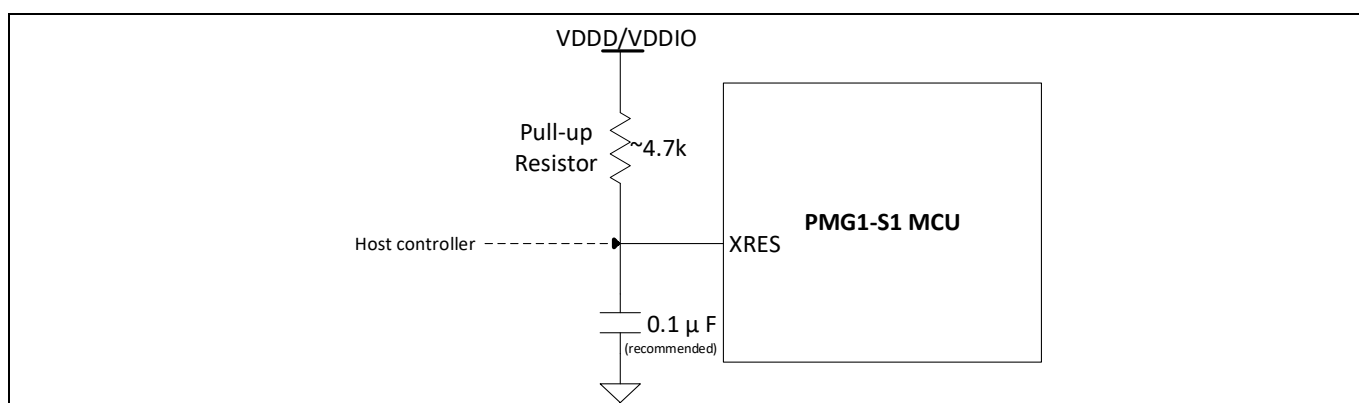 VDDD/VDDIO
Pull-up
Resistor
~4.7k
PMG1-S1 MCU
Host controller
XRES
0.1 µ F
(recommended)